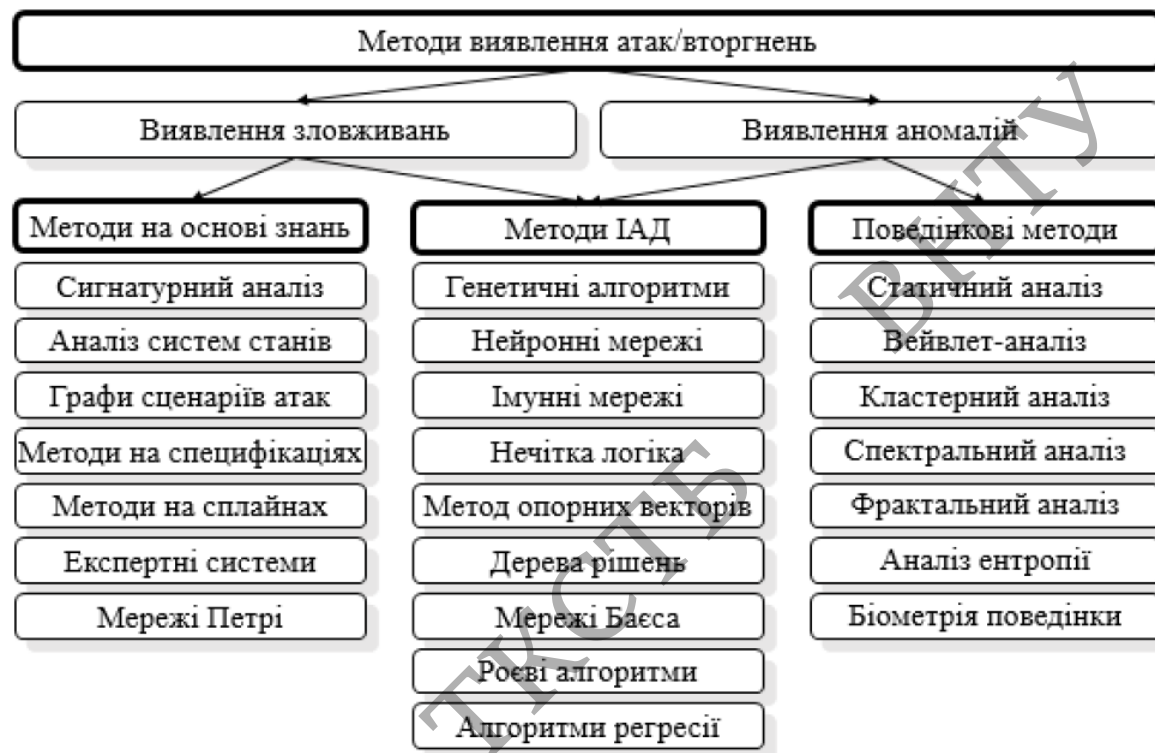 Методи виявлення атак/вторгнень
Виявлення зловживань
Виявлення аномалій
Методи на основі знань
Сигнатурний аналіз
Аналіз систем станів
Графи сценаріїв атак
Методи на специфікаціях
Методи на сплайнах
Експертні системи
Мережі Петрі
Методи ІАД
Генетичні алгоритми
Нейронні мережі
Імунні мережі
Нечітка логіка
Метод опорних векторів
Дерева рішень
Мережі Баєса
Роєві алгоритми
Алгоритми регресії
Поведінкові методи
Статичний аналіз
Вейвлет-аналіз
Кластерний аналіз
Спектральний аналіз
Фрактальний аналіз
Аналіз ентропії
Біометрія поведінки
ТКСТБ ВНТУ